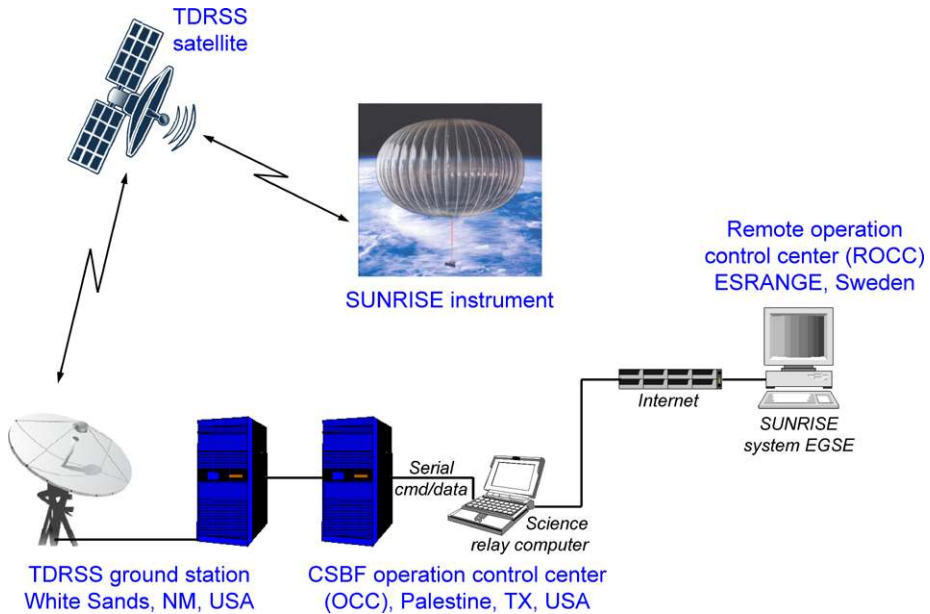 TDRSS
satellite
SUNRISE instrument
Remote operation
control center (ROCC)
ESRANGE, Sweden
Internet
SUNRISE
system EGSE
Serial
cmd/data
Science
relay computer
TDRSS ground station
White Sands, NM, USA
CSBF operation control center
(OCC), Palestine, TX, USA